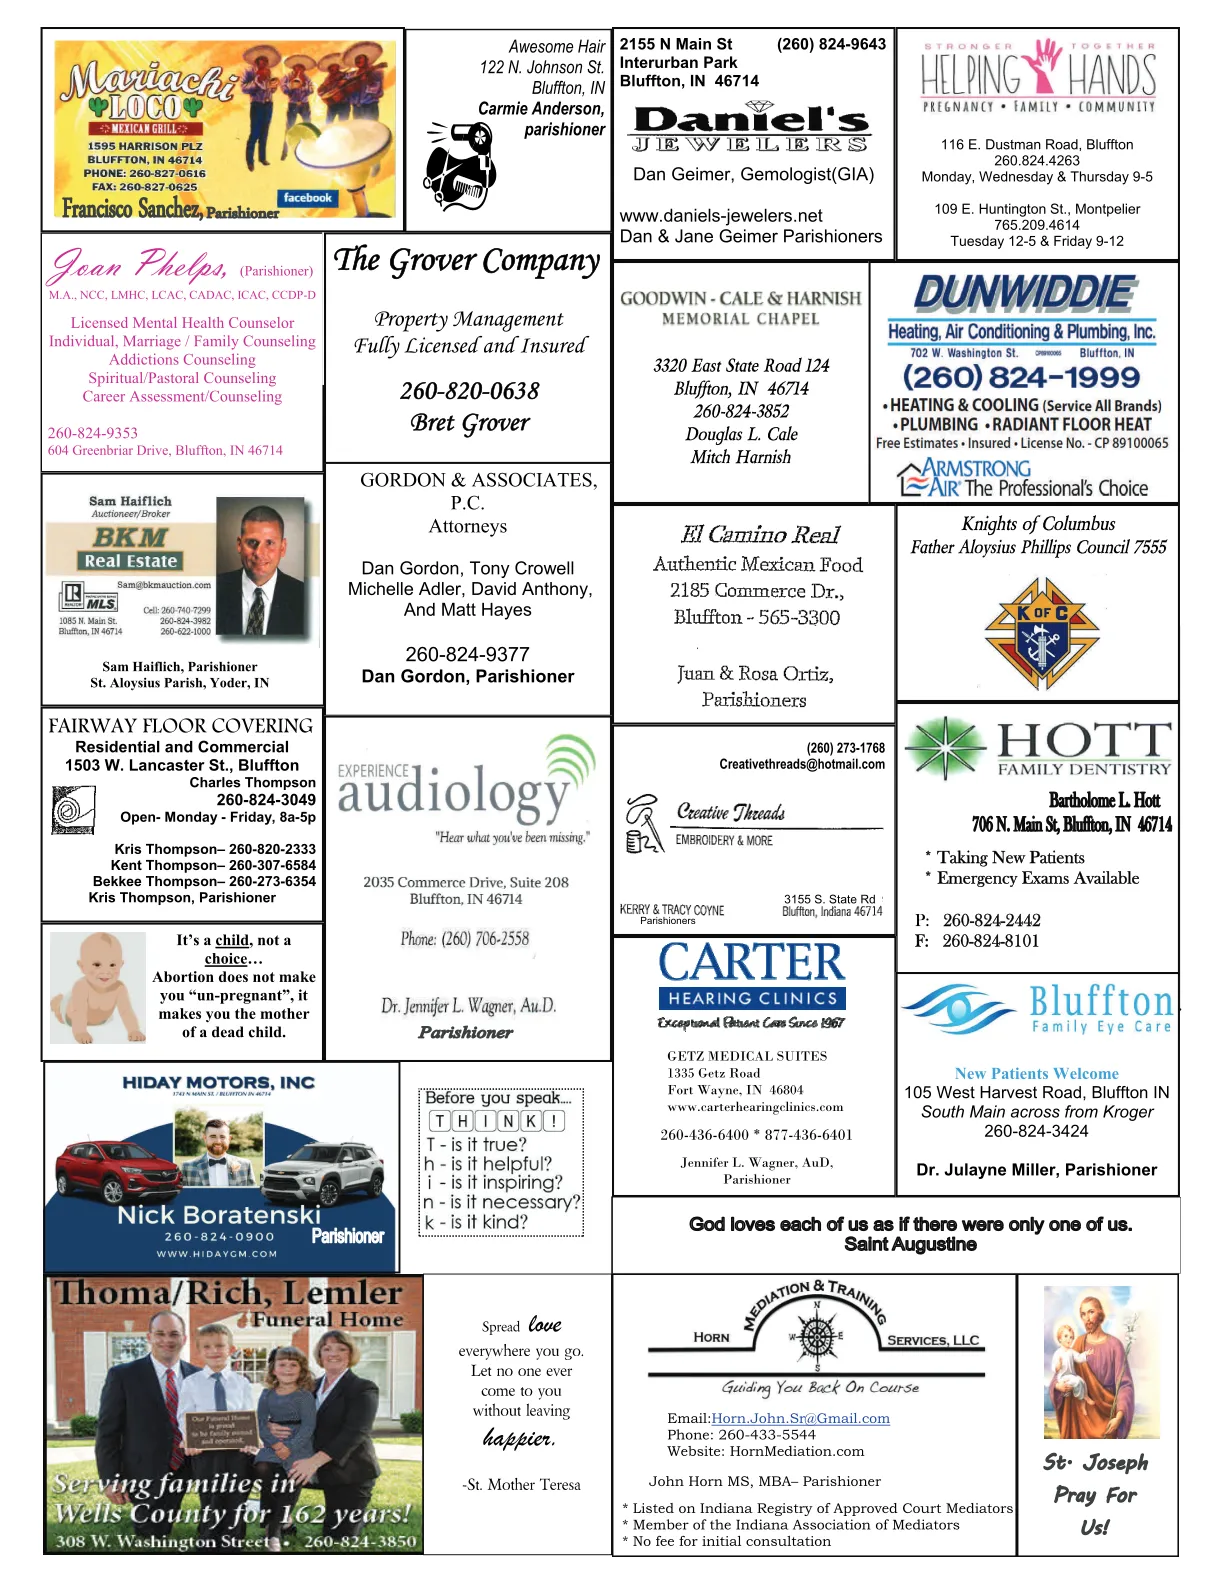 Mariachi
LOCO
MEXICAN GRILL
1595 HARRISON PLZ
BLUFFTON, IN 46714
PHONE: 260-827-0616
FAX: 260-827-0625
facebook
Francisco Sanchez, Parishioner
Awesome Hair
122 N. Johnson St.
Bluffton, IN
Carmie Anderson,
parishioner
2155 N Main St (260) 824-9643
Interurban Park
Bluffton, IN 46714
Daniel's
JEWELERS
Dan Geimer, Gemologist(GIA)
www.daniels-jewelers.net
Dan & Jane Geimer Parishioners
STRONGER TOGETHER
HELPING HANDS
PREGNANCY • FAMILY • COMMUNITY
116 E. Dustman Road, Bluffton
260.824.4263
Monday, Wednesday & Thursday 9-5
109 E. Huntington St., Montpelier
765.209.4614
Tuesday 12-5 & Friday 9-12
Joan Phelps, (Parishioner)
M.A., NCC, LMHC, LCAC, CADAC, ICAC, CCDP-D
Licensed Mental Health Counselor
Individual, Marriage / Family Counseling
Addictions Counseling
Spiritual/Pastoral Counseling
Career Assessment/Counseling
260-824-9353
604 Greenbriar Drive, Bluffton, IN 46714
The Grover Company
Property Management
Fully Licensed and Insured
260-820-0638
Bret Grover
GOODWIN - CALE & HARNISH
MEMORIAL CHAPEL
3320 East State Road 124
Bluffton, IN 46714
260-824-3852
Douglas L. Cale
Mitch Harnish
DUNWIDDIE
Heating, Air Conditioning & Plumbing, Inc.
702 W. Washington St. CP89100065 Bluffton, IN
(260) 824-1999
• HEATING & COOLING (Service All Brands)
• PLUMBING • RADIANT FLOOR HEAT
Free Estimates • Insured • License No. - CP 89100065
ARMSTRONG
AIR The Professional's Choice
Sam Haiflich
Auctioneer/Broker
BKM
Real Estate
Sam@bkmauction.com
REALTOR MLS
Cell: 260-740-7299
1085 N. Main St. 260-824-3982
Bluffton, IN 46714 260-622-1000
Sam Haiflich, Parishioner
St. Aloysius Parish, Yoder, IN
GORDON & ASSOCIATES,
P.C.
Attorneys
Dan Gordon, Tony Crowell
Michelle Adler, David Anthony,
And Matt Hayes
260-824-9377
Dan Gordon, Parishioner
El Camino Real
Authentic Mexican Food
2185 Commerce Dr.,
Bluffton - 565-3300
Juan & Rosa Ortiz,
Parishioners
Knights of Columbus
Father Aloysius Phillips Council 7555
K OF C
FAIRWAY FLOOR COVERING
Residential and Commercial
1503 W. Lancaster St., Bluffton
Charles Thompson
260-824-3049
Open- Monday - Friday, 8a-5p
Kris Thompson– 260-820-2333
Kent Thompson– 260-307-6584
Bekkee Thompson– 260-273-6354
Kris Thompson, Parishioner
EXPERIENCE
audiology
"Hear what you've been missing."
2035 Commerce Drive, Suite 208
Bluffton, IN 46714
Phone: (260) 706-2558
Dr. Jennifer L. Wagner, Au.D.
Parishioner
(260) 273-1768
Creativethreads@hotmail.com
Creative Threads
EMBROIDERY & MORE
KERRY & TRACY COYNE
Parishioners
3155 S. State Rd 1
Bluffton, Indiana 46714
HOTT
FAMILY DENTISTRY
Bartholome L. Hott
706 N. Main St, Bluffton, IN 46714
* Taking New Patients
* Emergency Exams Available
P: 260-824-2442
F: 260-824-8101
It's a child, not a
choice…
Abortion does not make
you “un-pregnant”, it
makes you the mother
of a dead child.
CARTER
HEARING CLINICS
Exceptional Patient Care Since 1967
GETZ MEDICAL SUITES
1335 Getz Road
Fort Wayne, IN 46804
www.carterhearingclinics.com
260-436-6400 * 877-436-6401
Jennifer L. Wagner, AuD,
Parishioner
Bluffton
Family Eye Care
New Patients Welcome
105 West Harvest Road, Bluffton IN
South Main across from Kroger
260-824-3424
Dr. Julayne Miller, Parishioner
HIDAY MOTORS, INC
1743 N MAIN ST. / BLUFFTON IN 46714
Nick Boratenski
260-824-0900 Parishioner
WWW.HIDAYGM.COM
Before you speak....
THINK!
T - is it true?
h - is it helpful?
i - is it inspiring?
n - is it necessary?
k - is it kind?
God loves each of us as if there were only one of us.
Saint Augustine
Thoma/Rich, Lemler
Funeral Home
Our Funeral Home
is proud
to be family owned
and operated.
Serving families in
Wells County for 162 years!
308 W. Washington Street • 260-824-3850
Spread love
everywhere you go.
Let no one ever
come to you
without leaving
happier.
-St. Mother Teresa
MEDIATION & TRAINING
HORN SERVICES, LLC
N
W E
S
Guiding You Back On Course
Email:Horn.John.Sr@Gmail.com
Phone: 260-433-5544
Website: HornMediation.com
John Horn MS, MBA– Parishioner
* Listed on Indiana Registry of Approved Court Mediators
* Member of the Indiana Association of Mediators
* No fee for initial consultation
St. Joseph
Pray For
Us!